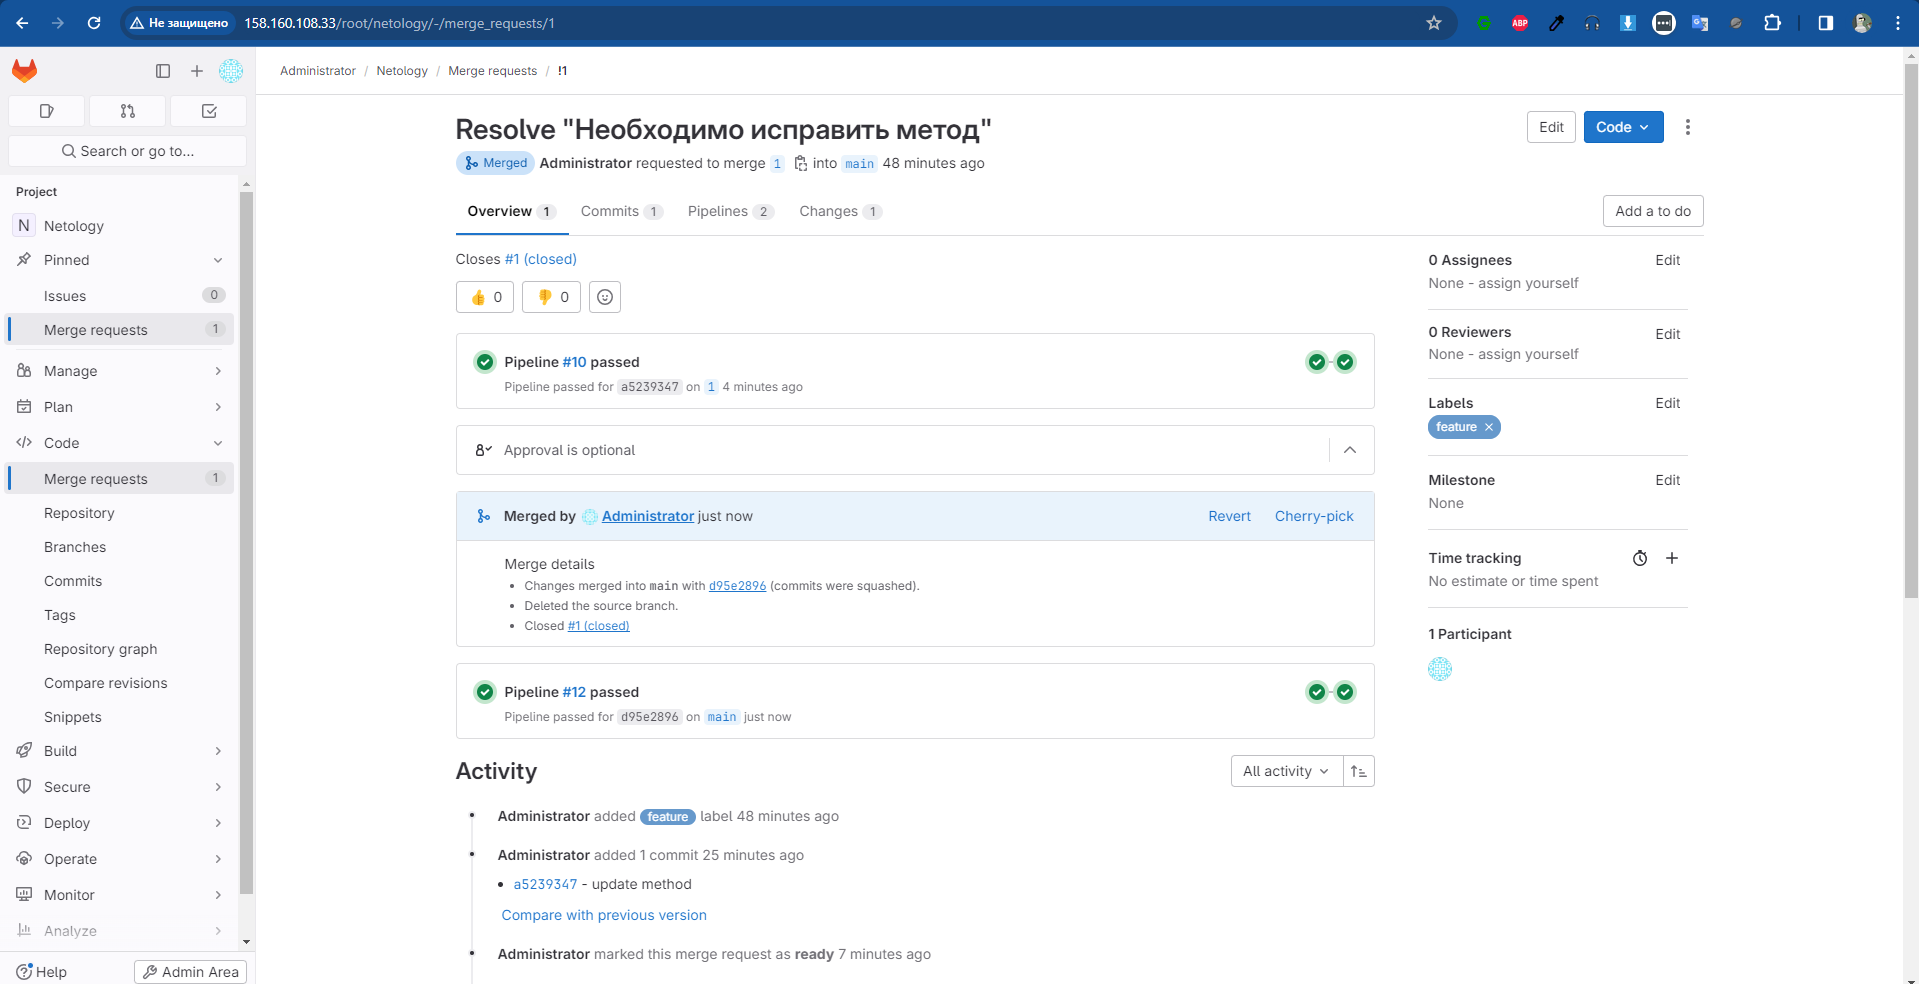 Не защищено 158.160.108.33/root/netology/-/merge_requests/1
ABP
Administrator / Netology / Merge requests / !1
Search or go to...
Project
N Netology
Pinned
Issues 0
Merge requests 1
Manage
Plan
Code
Merge requests 1
Repository
Branches
Commits
Tags
Repository graph
Compare revisions
Snippets
Build
Secure
Deploy
Operate
Monitor
Analyze
Help
Admin Area
Resolve "Необходимо исправить метод"
Edit
Code
Merged Administrator requested to merge 1 into main 48 minutes ago
Overview 1 Commits 1 Pipelines 2 Changes 1
Add a to do
Closes #1 (closed)
👍 0 👎 0
Pipeline #10 passed
Pipeline passed for a5239347 on 1 4 minutes ago
Approval is optional
Merged by Administrator just now
Revert Cherry-pick
Merge details
• Changes merged into main with d95e2896 (commits were squashed).
• Deleted the source branch.
• Closed #1 (closed)
Pipeline #12 passed
Pipeline passed for d95e2896 on main just now
Activity
All activity
Administrator added feature label 48 minutes ago
Administrator added 1 commit 25 minutes ago
• a5239347 - update method
Compare with previous version
Administrator marked this merge request as ready 7 minutes ago
0 Assignees Edit
None - assign yourself
0 Reviewers Edit
None - assign yourself
Labels Edit
feature ×
Milestone Edit
None
Time tracking
No estimate or time spent
1 Participant